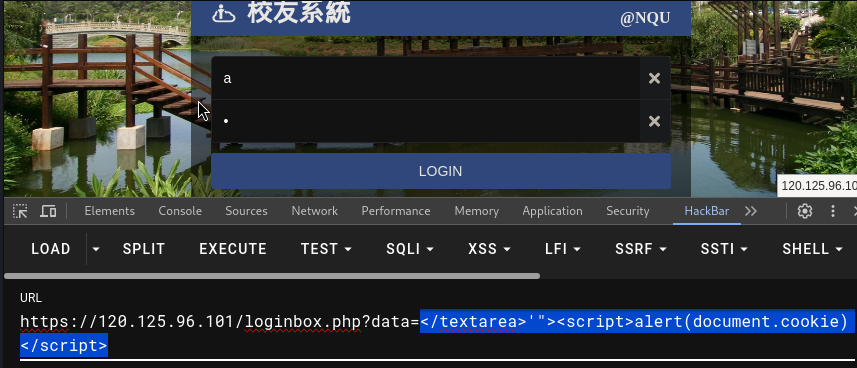 校友系統
@NQU
a
•
LOGIN
120.125.96.10
Elements Console Sources Network Performance Memory Application Security HackBar
LOAD SPLIT EXECUTE TEST SQLI XSS LFI SSRF SSTI SHELL
URL
https://120.125.96.101/loginbox.php?data=</textarea>'"><script>alert(document.cookie)
</script>